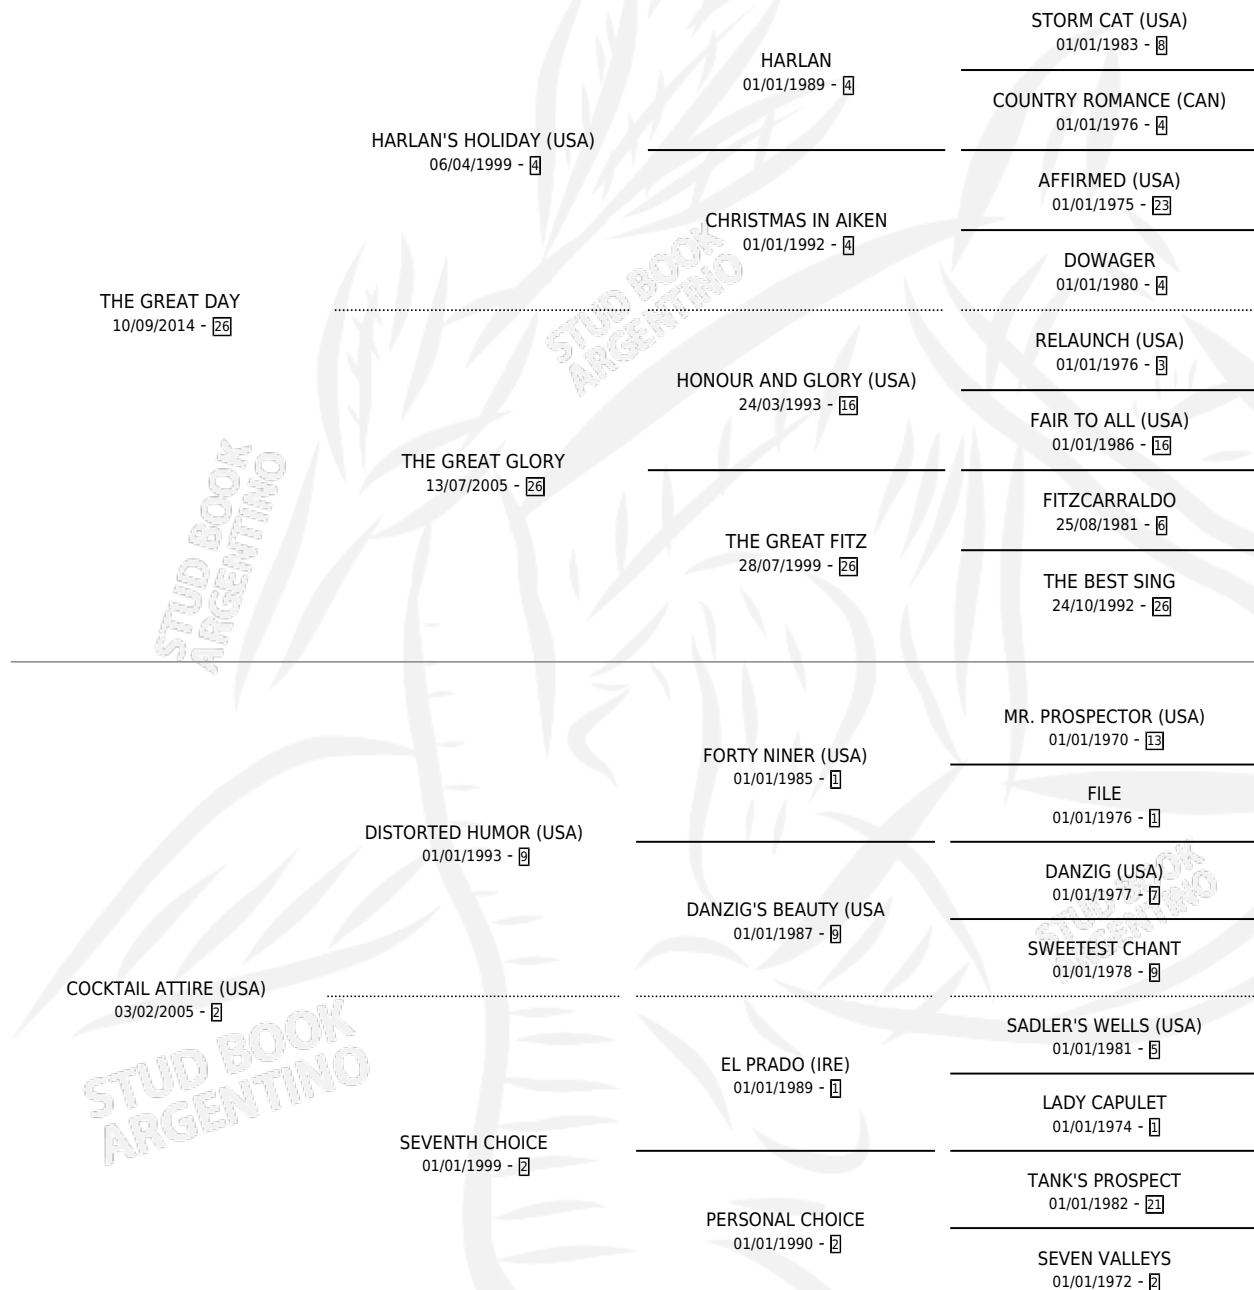 STORM CAT (USA)
01/01/1983 - 8
HARLAN
01/01/1989 - 4
COUNTRY ROMANCE (CAN)
01/01/1976 - 4
HARLAN'S HOLIDAY (USA)
06/04/1999 - 4
AFFIRMED (USA)
01/01/1975 - 23
CHRISTMAS IN AIKEN
01/01/1992 - 4
DOWAGER
01/01/1980 - 4
THE GREAT DAY
10/09/2014 - 26
STUD BOOK
ARGENTINO
RELAUNCH (USA)
01/01/1976 - 3
HONOUR AND GLORY (USA)
24/03/1993 - 16
FAIR TO ALL (USA)
01/01/1986 - 16
THE GREAT GLORY
13/07/2005 - 26
FITZCARRALDO
25/08/1981 - 6
THE GREAT FITZ
28/07/1999 - 26
THE BEST SING
24/10/1992 - 26
STUD BOOK
ARGENTINO
MR. PROSPECTOR (USA)
01/01/1970 - 13
FORTY NINER (USA)
01/01/1985 - 1
FILE
01/01/1976 - 1
DISTORTED HUMOR (USA)
01/01/1993 - 9
DANZIG (USA)
01/01/1977 - 7
DANZIG'S BEAUTY (USA
01/01/1987 - 9
STUD BOOK
ARGENTINO
SWEETEST CHANT
01/01/1978 - 9
COCKTAIL ATTIRE (USA)
03/02/2005 - 2
STUD BOOK
ARGENTINO
SADLER'S WELLS (USA)
01/01/1981 - 5
EL PRADO (IRE)
01/01/1989 - 1
LADY CAPULET
01/01/1974 - 1
SEVENTH CHOICE
01/01/1999 - 2
TANK'S PROSPECT
01/01/1982 - 21
PERSONAL CHOICE
01/01/1990 - 2
SEVEN VALLEYS
01/01/1972 - 2